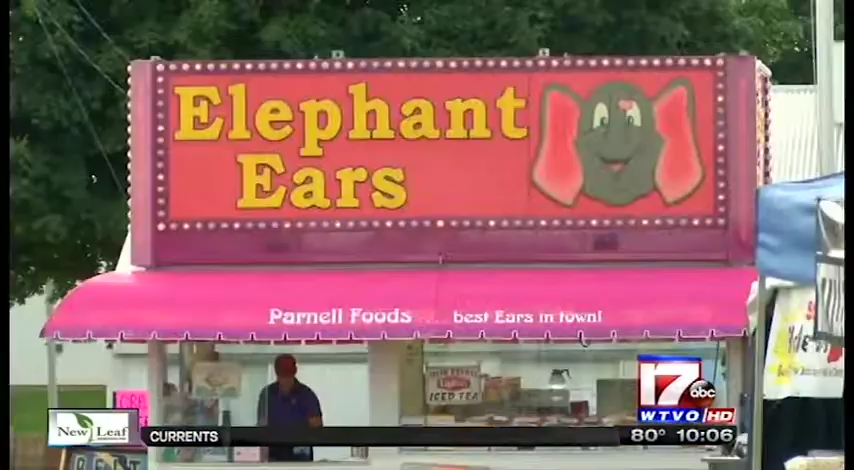 Elephant
Ears
Parnell Foods ... best Ears in town!
ICED TEA
17 abc
WTVO HD
New Leaf
CURRENTS
80° 10:06